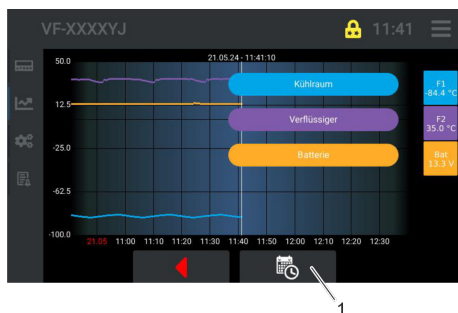 VF-XXXXYJ
11:41
21.05.24 - 11:41:10
50.0
12.5
-25.0
-62.5
-100.0
Kühlraum
Verflüssiger
Batterie
F1
-84.4 °C
F2
35.0 °C
Bat
13.3 V
21.05 11:00 11:10 11:20 11:30 11:40 11:50 12:00 12:10 12:20 12:30
1